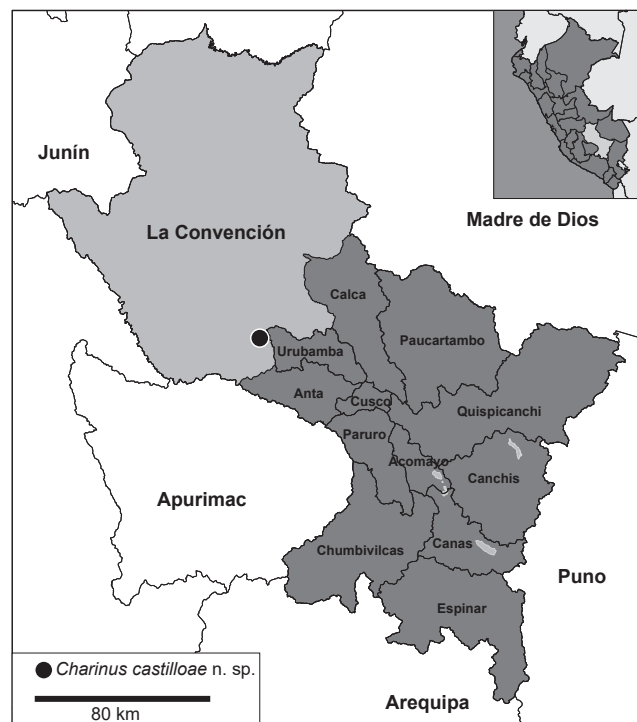 Junín
La Convención
Madre de Dios
Calca
Paucartambo
Urubamba
Anta
Cusco
Quispicanchi
Paruro
Acomayo
Canchis
Apurimac
Canas
Chumbivilcas
Puno
Espinar
Charinus castilloae n. sp.
80 km
Arequipa